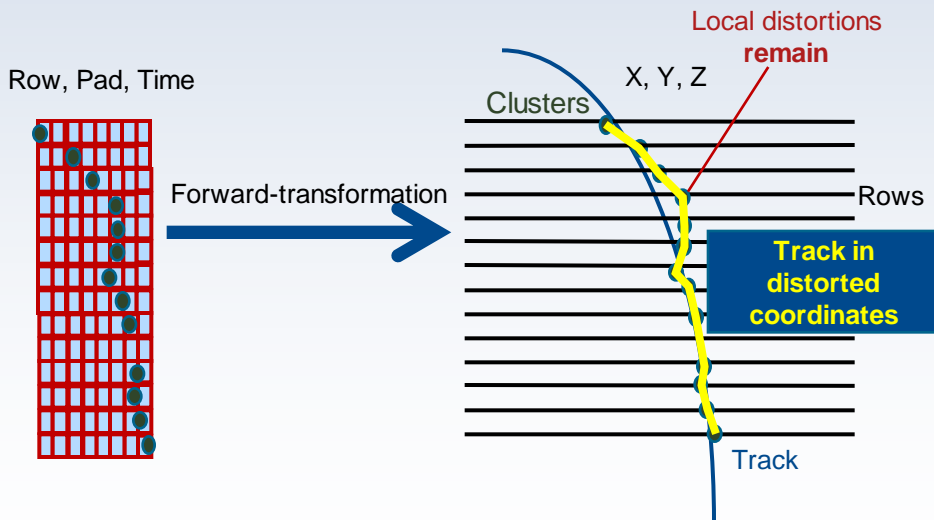 Local distortions
remain
Row, Pad, Time
X, Y, Z
Clusters
Forward-transformation
Rows
Track in
distorted
coordinates
Track